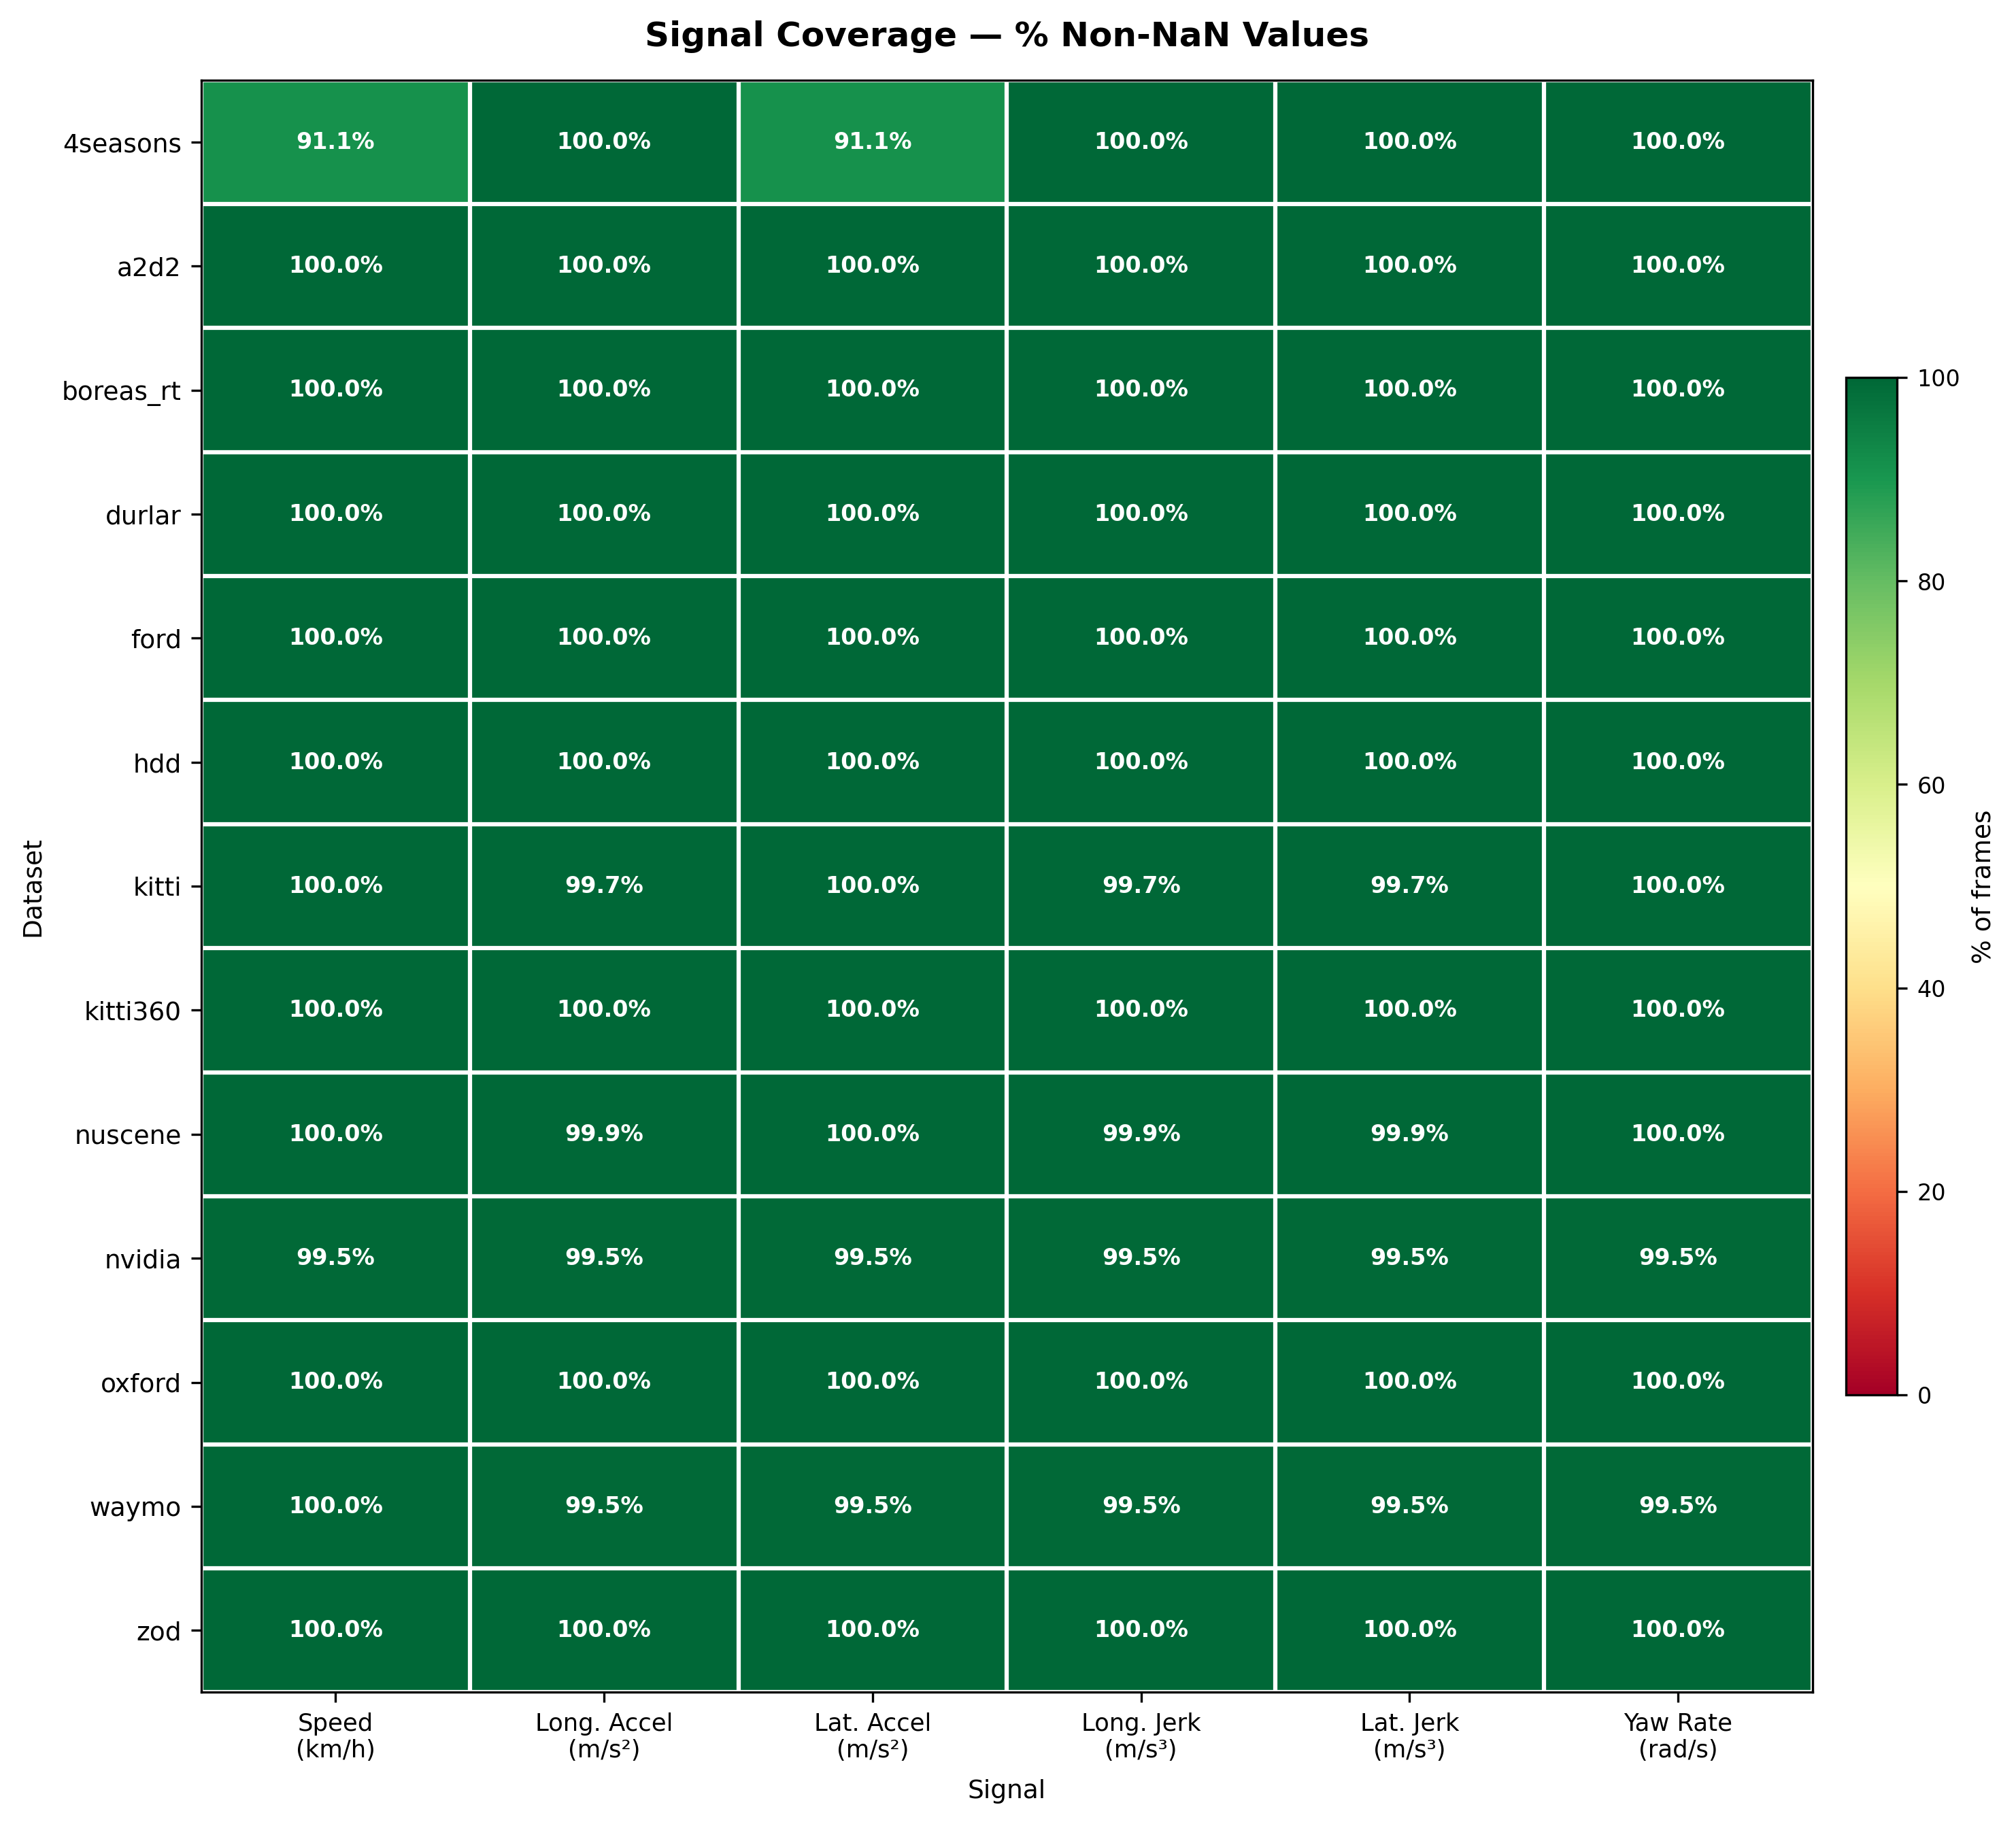 Signal Coverage — % Non-NaN Values
4seasons 91.1% 100.0% 91.1% 100.0% 100.0% 100.0%
a2d2 100.0% 100.0% 100.0% 100.0% 100.0% 100.0%
boreas_rt 100.0% 100.0% 100.0% 100.0% 100.0% 100.0%
durlar 100.0% 100.0% 100.0% 100.0% 100.0% 100.0%
ford 100.0% 100.0% 100.0% 100.0% 100.0% 100.0%
hdd 100.0% 100.0% 100.0% 100.0% 100.0% 100.0%
kitti 100.0% 99.7% 100.0% 99.7% 99.7% 100.0%
kitti360 100.0% 100.0% 100.0% 100.0% 100.0% 100.0%
nuscene 100.0% 99.9% 100.0% 99.9% 99.9% 100.0%
nvidia 99.5% 99.5% 99.5% 99.5% 99.5% 99.5%
oxford 100.0% 100.0% 100.0% 100.0% 100.0% 100.0%
waymo 100.0% 99.5% 99.5% 99.5% 99.5% 99.5%
zod 100.0% 100.0% 100.0% 100.0% 100.0% 100.0%
Speed Long. Accel Lat. Accel Long. Jerk Lat. Jerk Yaw Rate
(km/h) (m/s²) (m/s²) (m/s³) (m/s³) (rad/s)
Signal
Dataset
100
80
60
40
20
0
% of frames